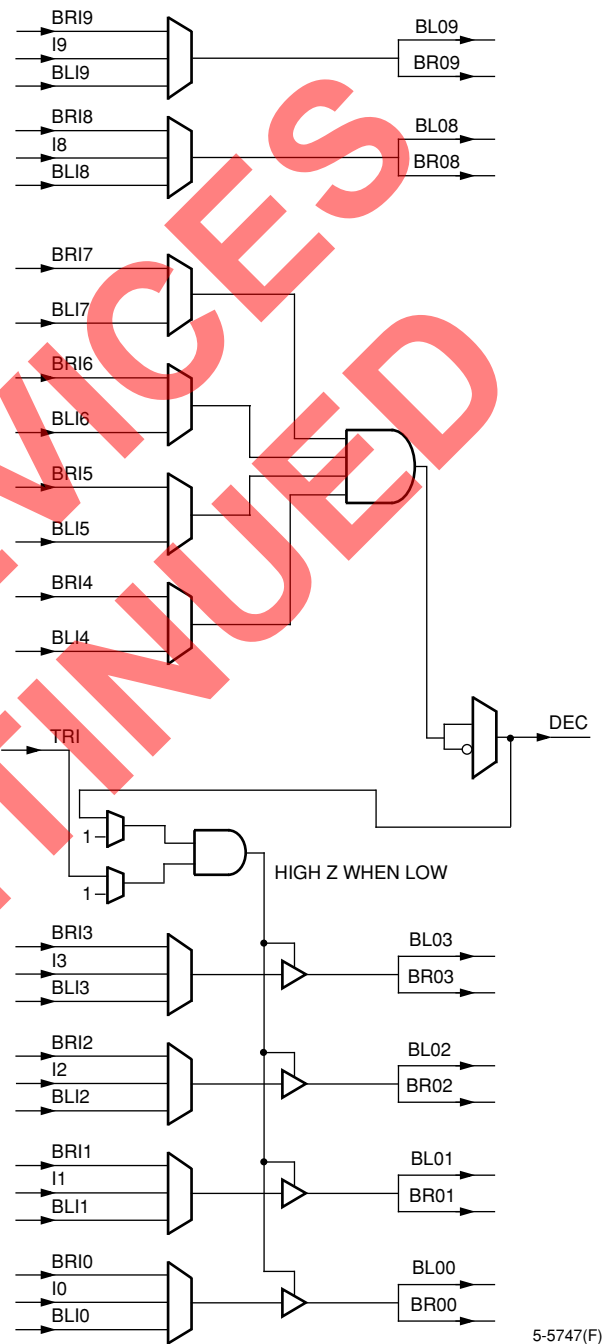 BRI9
I9
BLI9
BL09
BR09
BRI8
I8
BLI8
BL08
BR08
BRI7
BLI7
BRI6
BLI6
BRI5
BLI5
BRI4
BLI4
TRI
DEC
1
1
HIGH Z WHEN LOW
BRI3
I3
BLI3
BL03
BR03
BRI2
I2
BLI2
BL02
BR02
BRI1
I1
BLI1
BL01
BR01
BRI0
I0
BLI0
BL00
BR00
5-5747(F)
VICES
TINUED